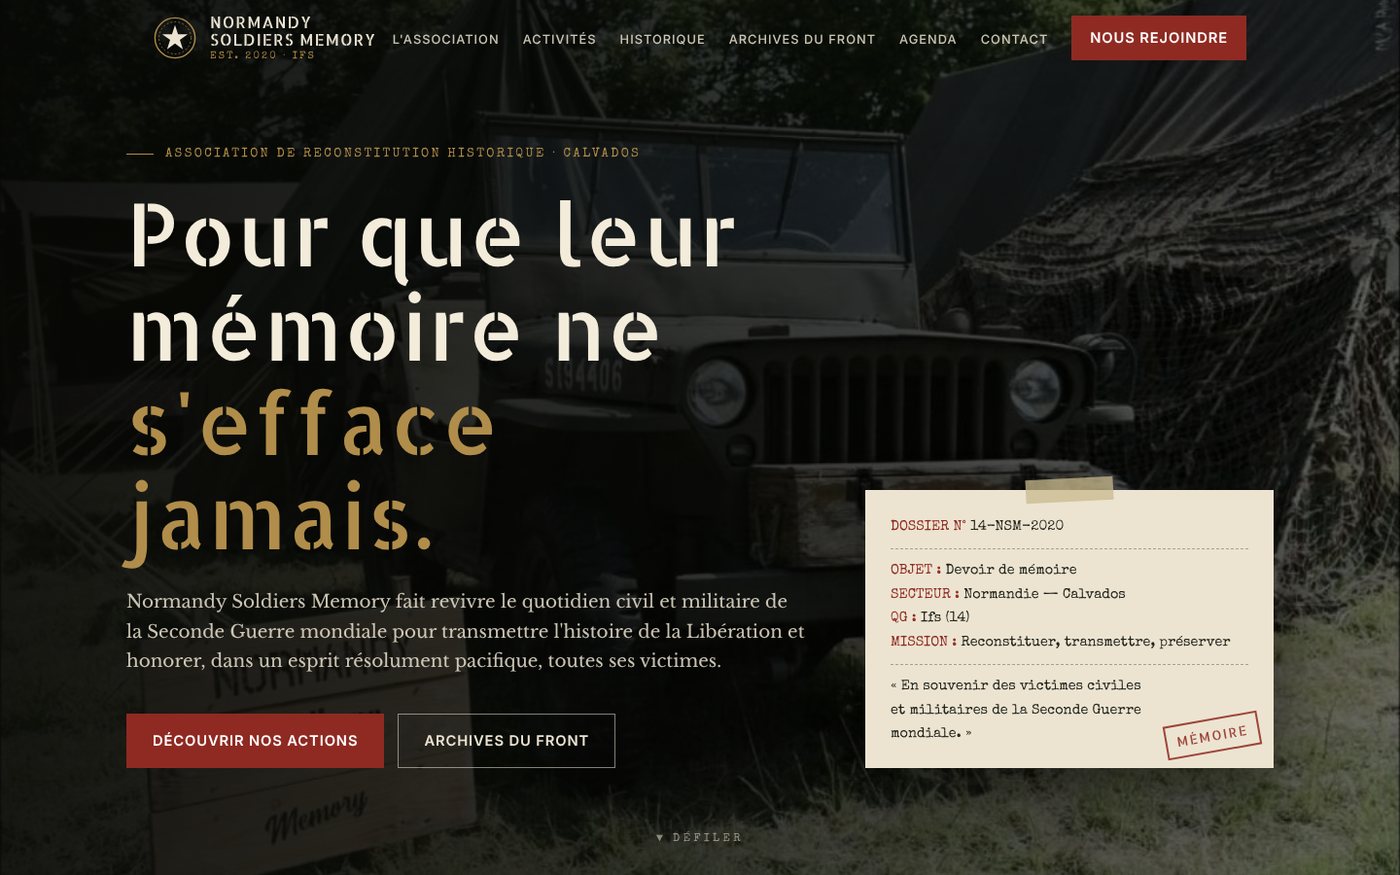 NORMANDY
SOLDIERS MEMORY
EST. 2020 · IFS
L'ASSOCIATION
ACTIVITÉS
HISTORIQUE
ARCHIVES DU FRONT
AGENDA
CONTACT
NOUS REJOINDRE
ASSOCIATION DE RECONSTITUTION HISTORIQUE · CALVADOS
Pour que leur
mémoire ne
s'efface
jamais.
S194406
Normandy Soldiers Memory fait revivre le quotidien civil et militaire de
la Seconde Guerre mondiale pour transmettre l'histoire de la Libération et
honorer, dans un esprit résolument pacifique, toutes ses victimes.
NORMANDY
DÉCOUVRIR NOS ACTIONS
ARCHIVES DU FRONT
Memory
DOSSIER N° 14-NSM-2020
OBJET : Devoir de mémoire
SECTEUR : Normandie — Calvados
QG : Ifs (14)
MISSION : Reconstituer, transmettre, préserver
« En souvenir des victimes civiles
et militaires de la Seconde Guerre
mondiale. »
MÉMOIRE
▼ DÉFILER